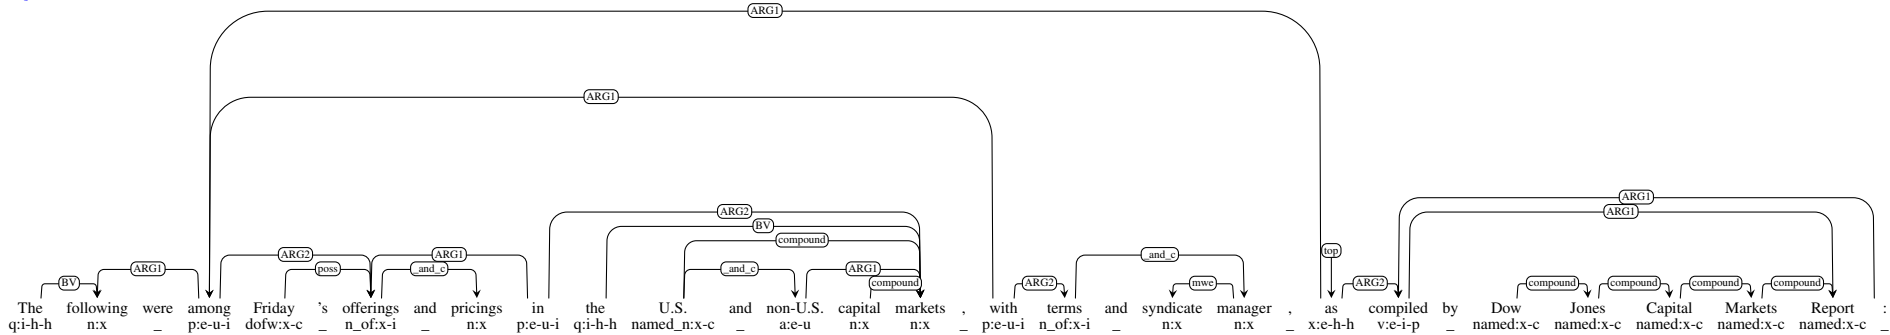 ARG1
ARG1
ARG1
ARG2 ARG1
BV
compound
ARG2 ARG1 _and_c top
ARG1 poss _and_c _and_c ARG1
BV compound ARG2 mwe ARG2 compound compound compound compound
The following were among Friday 's offerings and pricings in the U.S. and non-U.S. capital markets , with terms and syndicate manager , as compiled by Dow Jones Capital Markets Report :
q:i-h-h n:x _ p:e-u-i dofw:x-c _ n_of:x-i _ n:x p:e-u-i q:i-h-h named_n:x-c _ a:e-u n:x n:x _ p:e-u-i n_of:x-i _ n:x n:x _ x:e-h-h v:e-i-p _ named:x-c named:x-c named:x-c named:x-c named:x-c _